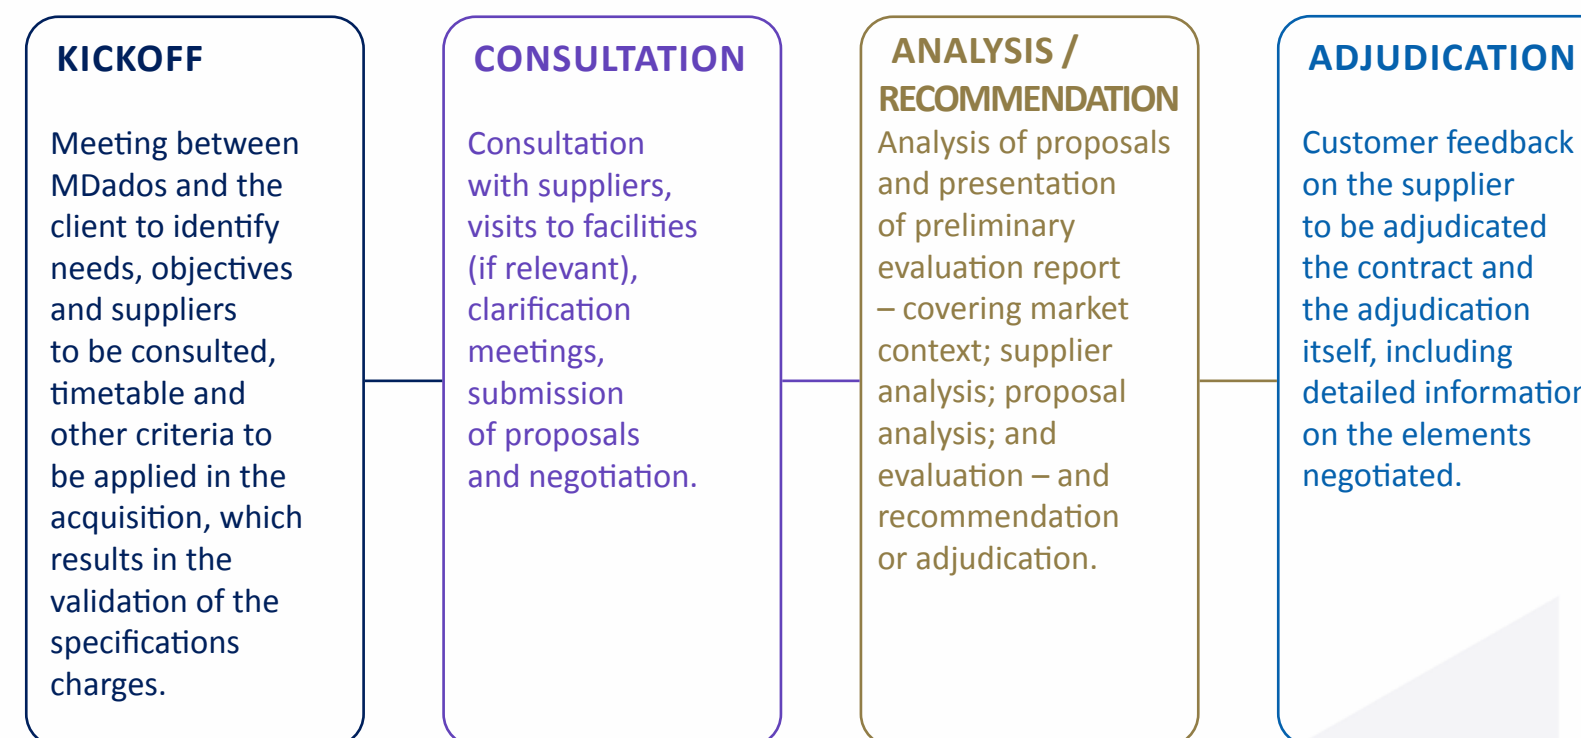 KICKOFF
Meeting between
MDados and the
client to identify
needs, objectives
and suppliers
to be consulted,
timetable and
other criteria to
be applied in the
acquisition, which
results in the
validation of the
specifications
charges.
CONSULTATION
Consultation
with suppliers,
visits to facilities
(if relevant),
clarification
meetings,
submission
of proposals
and negotiation.
ANALYSIS /
RECOMMENDATION
Analysis of proposals
and presentation
of preliminary
evaluation report
– covering market
context; supplier
analysis; proposal
analysis; and
evaluation – and
recommendation
or adjudication.
ADJUDICATION
Customer feedback
on the supplier
to be adjudicated
the contract and
the adjudication
itself, including
detailed information
on the elements
negotiated.